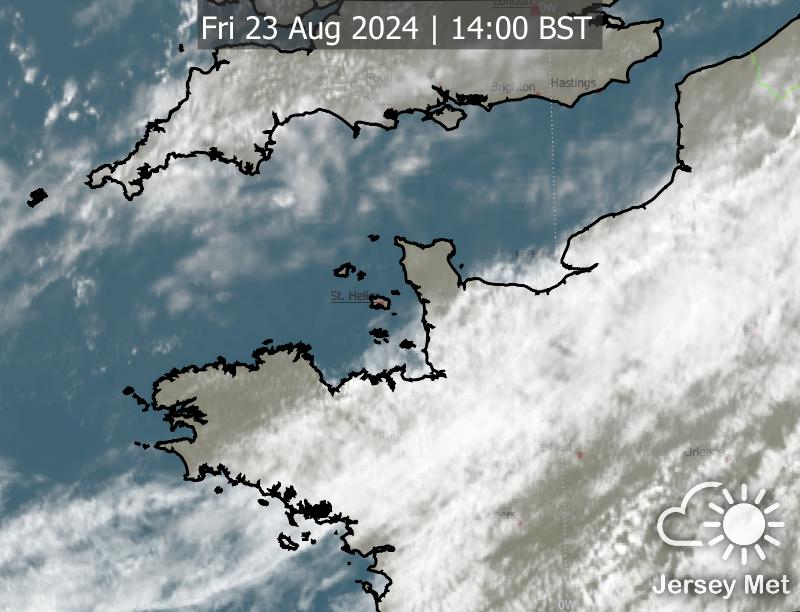 London
0W
Fri 23 Aug 2024 | 14:00 BST
Brighton
Hastings
St. Helier
Orleans
Jersey Met
0W